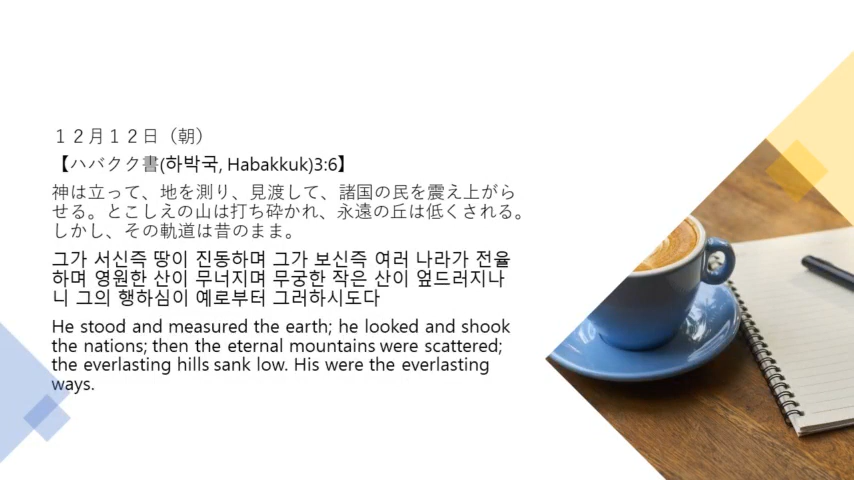 １２月１２日（朝）
【ハバクク書(하박국, Habakkuk)3:6】
神は立って、地を測り、見渡して、諸国の民を震え上がら
せる。とこしえの山は打ち砕かれ、永遠の丘は低くされる。
しかし、その軌道は昔のまま。
그가 서신즉 땅이 진동하며 그가 보신즉 여러 나라가 전율
하며 영원한 산이 무너지며 무궁한 작은 산이 엎드러지나
니 그의 행하심이 예로부터 그러하시도다
He stood and measured the earth; he looked and shook
the nations; then the eternal mountains were scattered;
the everlasting hills sank low. His were the everlasting
ways.